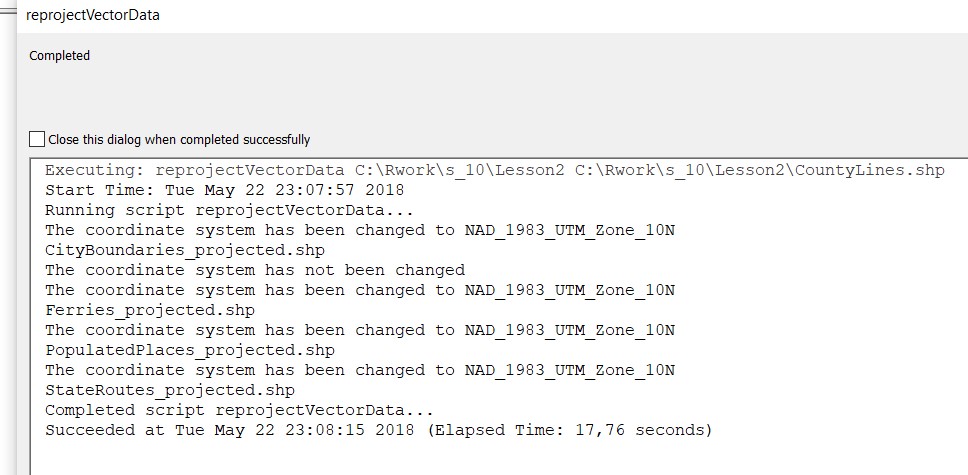 reprojectVectorData
Completed
Close this dialog when completed successfully
Executing: reprojectVectorData C:\Rwork\s_10\Lesson2 C:\Rwork\s_10\Lesson2\CountyLines.shp
Start Time: Tue May 22 23:07:57 2018
Running script reprojectVectorData...
The coordinate system has been changed to NAD_1983_UTM_Zone_10N
CityBoundaries_projected.shp
The coordinate system has not been changed
The coordinate system has been changed to NAD_1983_UTM_Zone_10N
Ferries_projected.shp
The coordinate system has been changed to NAD_1983_UTM_Zone_10N
PopulatedPlaces_projected.shp
The coordinate system has been changed to NAD_1983_UTM_Zone_10N
StateRoutes_projected.shp
Completed script reprojectVectorData...
Succeeded at Tue May 22 23:08:15 2018 (Elapsed Time: 17,76 seconds)